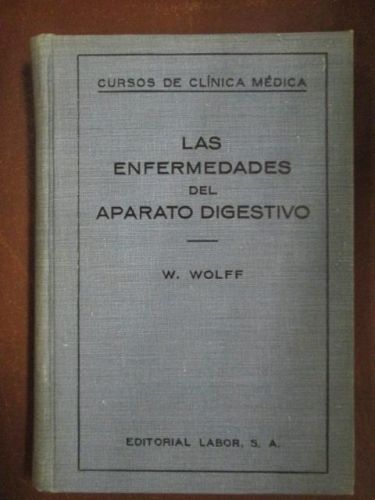 CURSOS DE CLÍNICA MÉDICA
LAS
ENFERMEDADES
DEL
APARATO DIGESTIVO
W. WOLFF
EDITORIAL LABOR, S. A.